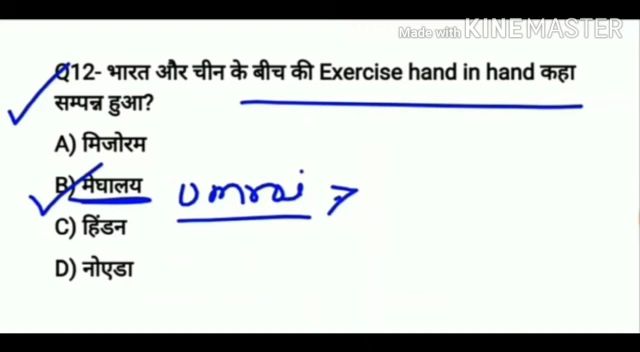 Made with KINEMASTER
Q12- भारत और चीन के बीच की Exercise hand in hand कहा
सम्पन्न हुआ?
A) मिजोरम
B) मेघालय
umroi
C) हिंडन
D) नोएडा